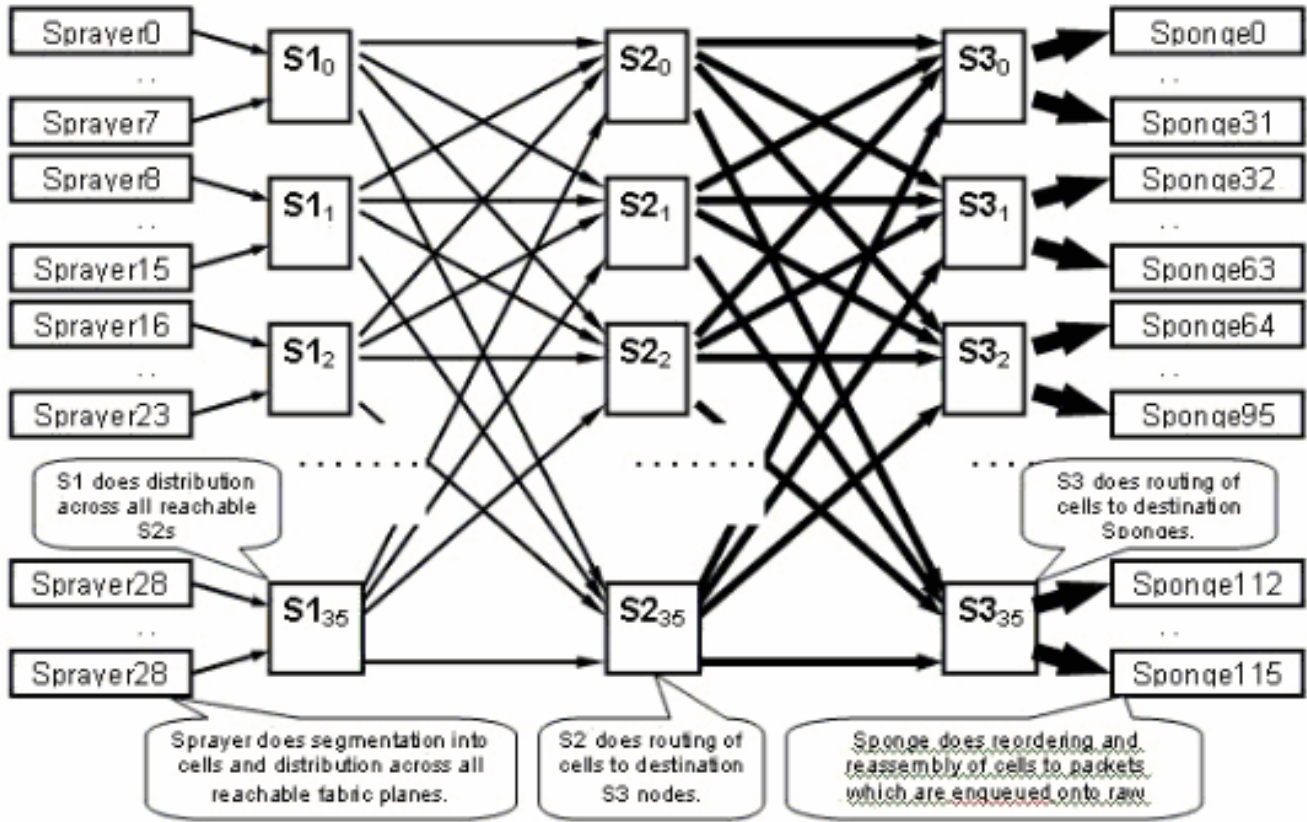 Sprayer0
S1₀
S2₀
S3₀
Sponge0
..
..
Sprayer7
Sponge31
Sprayer8
S1₁
S2₁
S3₁
Sponge32
..
..
Sprayer15
Sponge63
Sprayer16
S1₂
S2₂
S3₂
Sponge64
..
..
Sprayer23
Sponge95
S1 does distribution
across all reachable
S2s
S3 does routing of
cells to destination
Sponges.
Sprayer28
S1₃₅
S2₃₅
S3₃₅
Sponge112
..
..
Sprayer28
Sponge115
Sprayer does segmentation into
cells and distribution across all
reachable fabric planes.
S2 does routing of
cells to destination
S3 nodes.
Sponge does reordering and
reassembly of cells to packets
which are enqueued onto raw